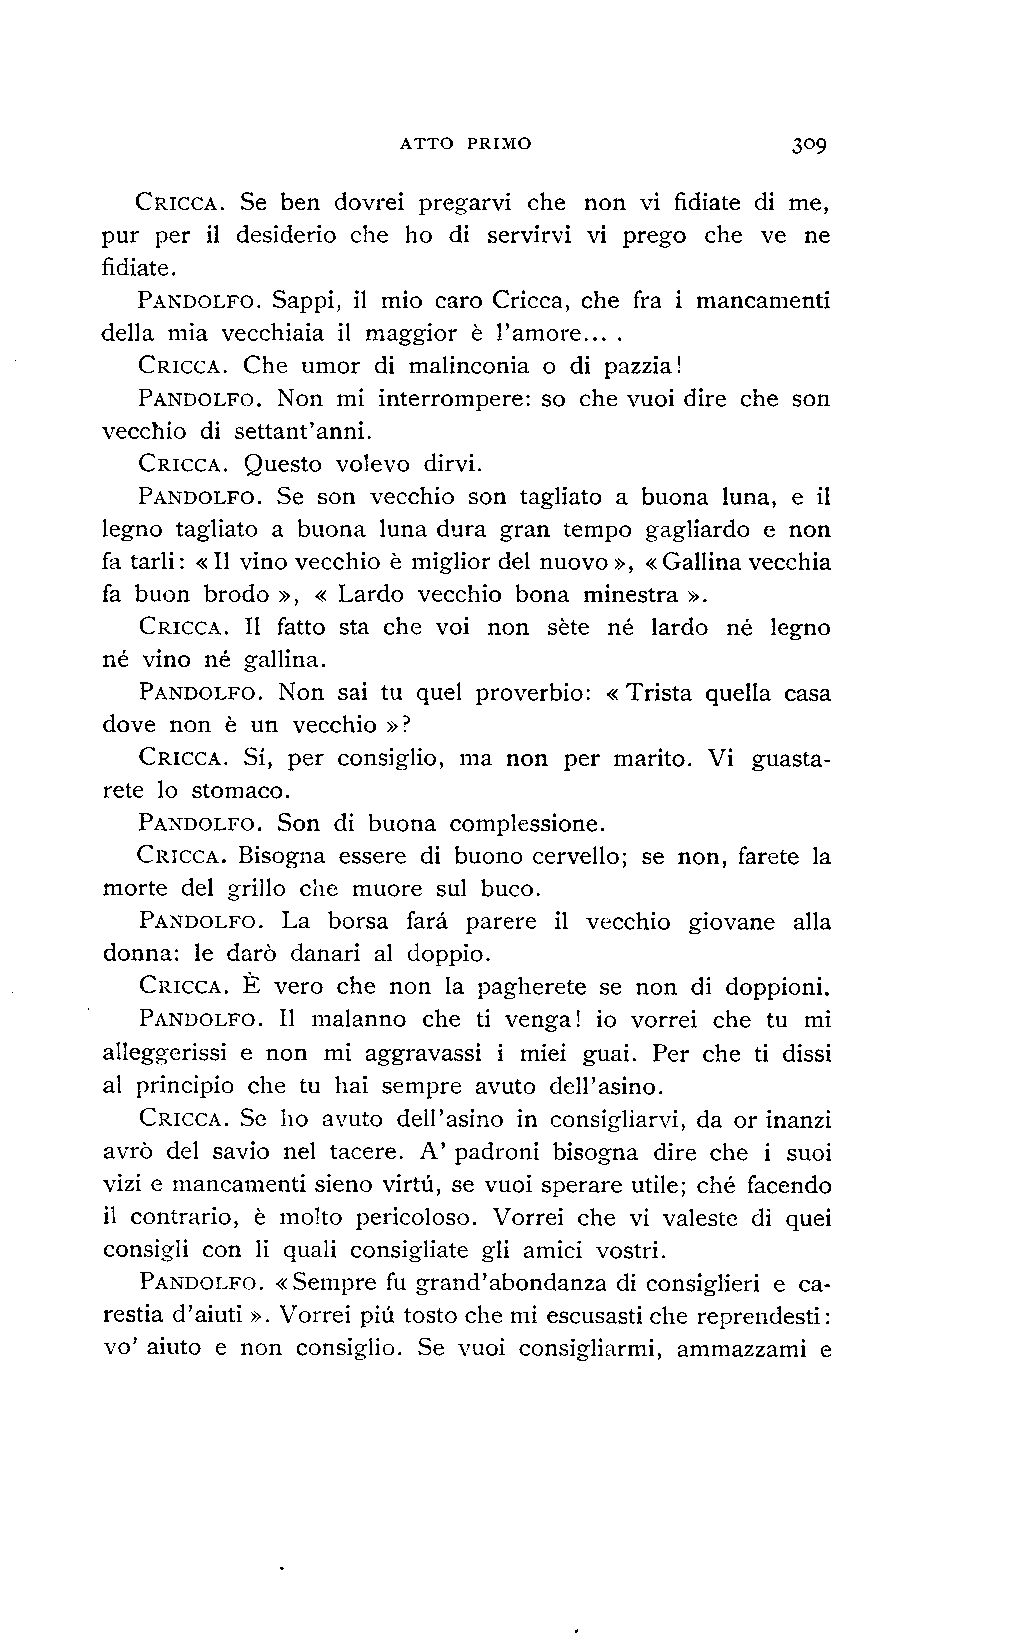 ATTO PRIMO 309
CRICCA. Se ben dovrei pregarvi che non vi fidiate di me,
pur per il desiderio che ho di servirvi vi prego che ve ne
fidiate.
PANDOLFO. Sappi, il mio caro Cricca, che fra i mancamenti
della mia vecchiaia il maggior è l'amore... .
CRICCA. Che umor di malinconia o di pazzia!
PANDOLFO. Non mi interrompere: so che vuoi dire che son
vecchio di settant'anni.
CRICCA. Questo volevo dirvi.
PANDOLFO. Se son vecchio son tagliato a buona luna, e il
legno tagliato a buona luna dura gran tempo gagliardo e non
fa tarli: «Il vino vecchio è miglior del nuovo», «Gallina vecchia
fa buon brodo», «Lardo vecchio bona minestra».
CRICCA. Il fatto sta che voi non sète né lardo né legno
né vino né gallina.
PANDOLFO. Non sai tu quel proverbio: «Trista quella casa
dove non è un vecchio»?
CRICCA. Sí, per consiglio, ma non per marito. Vi guasta-
rete lo stomaco.
PANDOLFO. Son di buona complessione.
CRICCA. Bisogna essere di buono cervello; se non, farete la
morte del grillo che muore sul buco.
PANDOLFO. La borsa fará parere il vecchio giovane alla
donna: le darò danari al doppio.
CRICCA. È vero che non la pagherete se non di doppioni.
PANDOLFO. Il malanno che ti venga! io vorrei che tu mi
alleggerissi e non mi aggravassi i miei guai. Per che ti dissi
al principio che tu hai sempre avuto dell'asino.
CRICCA. Se ho avuto dell'asino in consigliarvi, da or inanzi
avrò del savio nel tacere. A' padroni bisogna dire che i suoi
vizi e mancamenti sieno virtú, se vuoi sperare utile; ché facendo
il contrario, è molto pericoloso. Vorrei che vi valeste di quei
consigli con li quali consigliate gli amici vostri.
PANDOLFO. «Sempre fu grand'abondanza di consiglieri e ca-
restia d'aiuti». Vorrei piú tosto che mi escusasti che reprendesti:
vo' aiuto e non consiglio. Se vuoi consigliarmi, ammazzami e